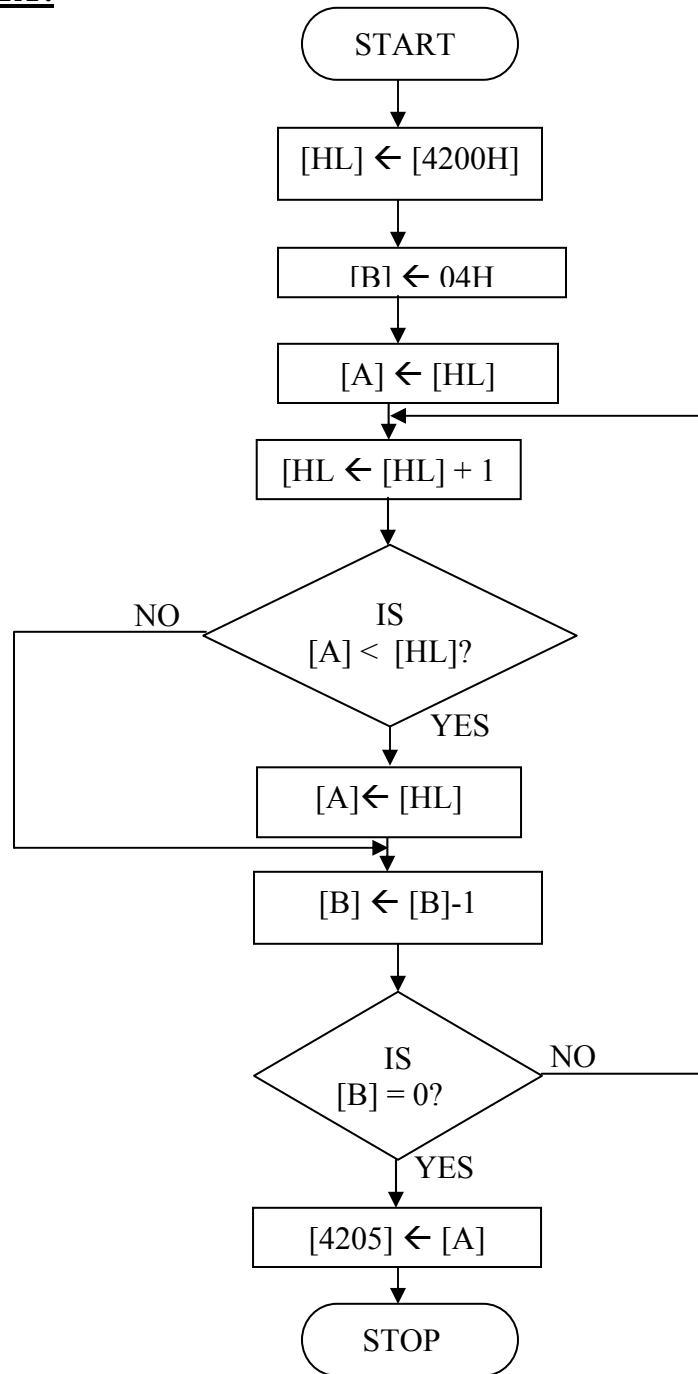 START
[HL] ← [4200H]
[B] ← 04H
[A] ← [HL]
[HL ← [HL] + 1
NO
IS
[A] < [HL]?
YES
[A]← [HL]
[B] ← [B]-1
IS
[B] = 0?
NO
YES
[4205] ← [A]
STOP